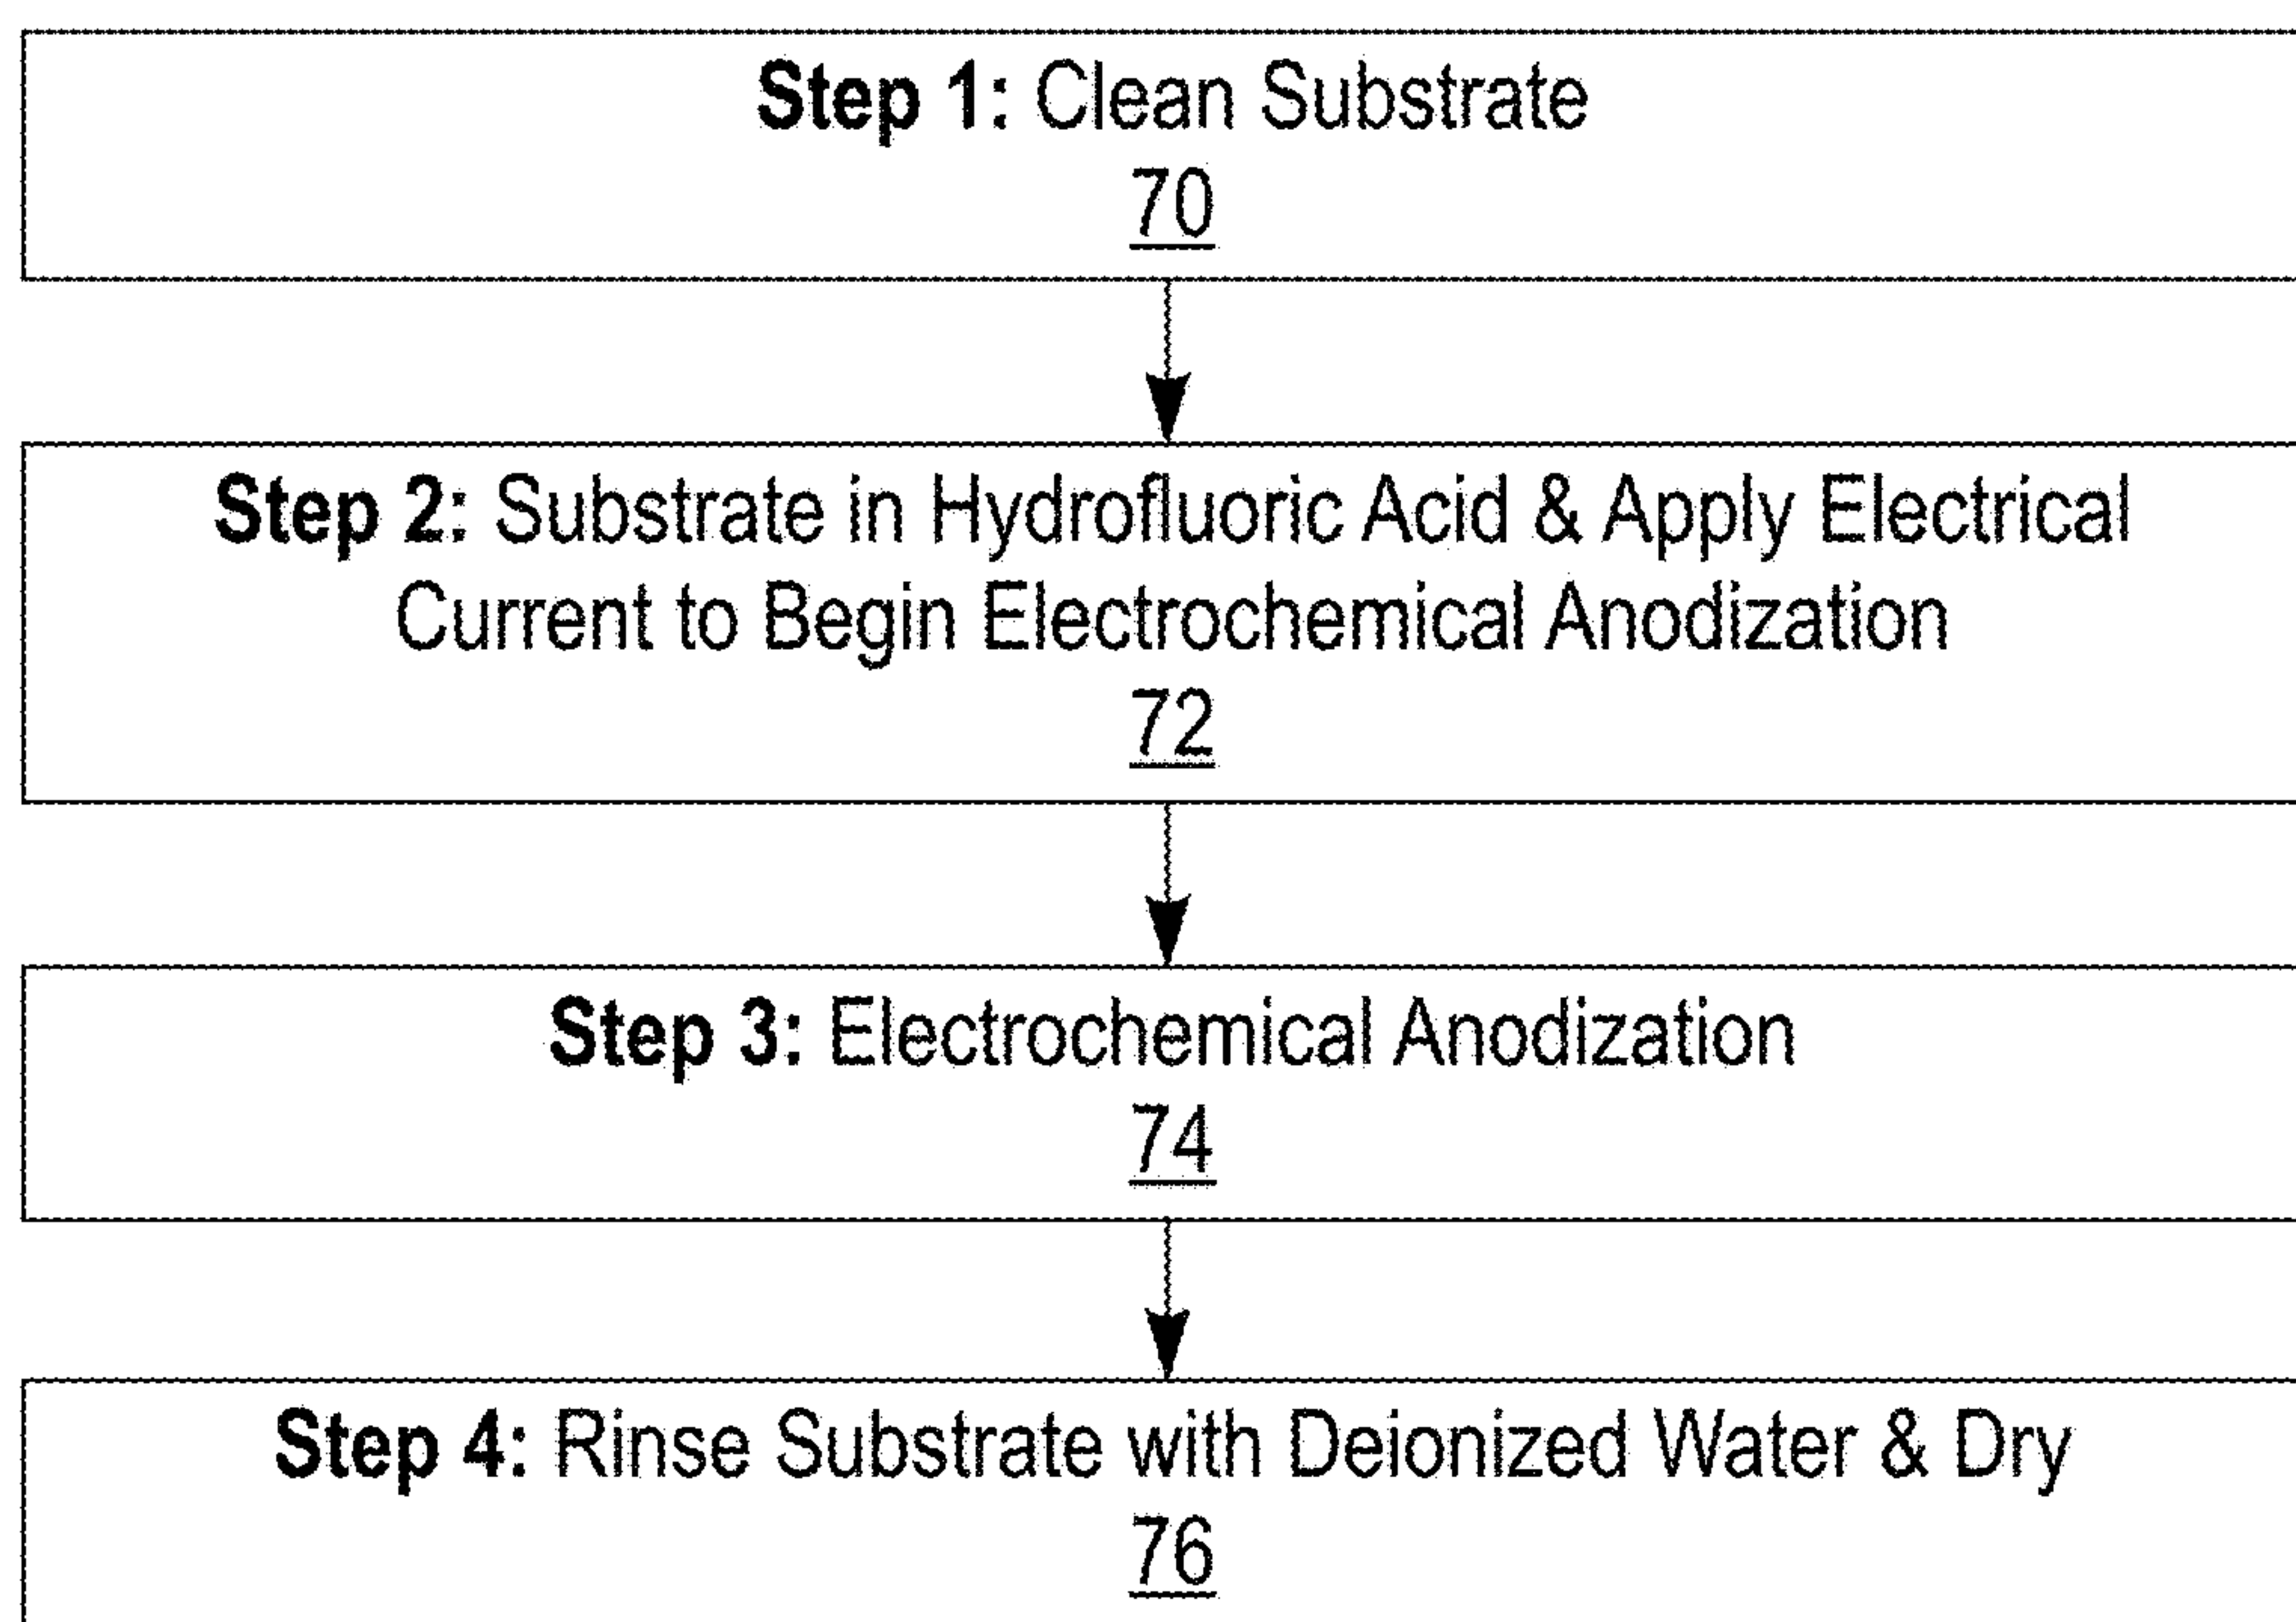 Step 1: Clean Substrate
70
Step 2: Substrate in Hydrofluoric Acid & Apply Electrical
Current to Begin Electrochemical Anodization
72
Step 3: Electrochemical Anodization
74
Step 4: Rinse Substrate with Deionized Water & Dry
76